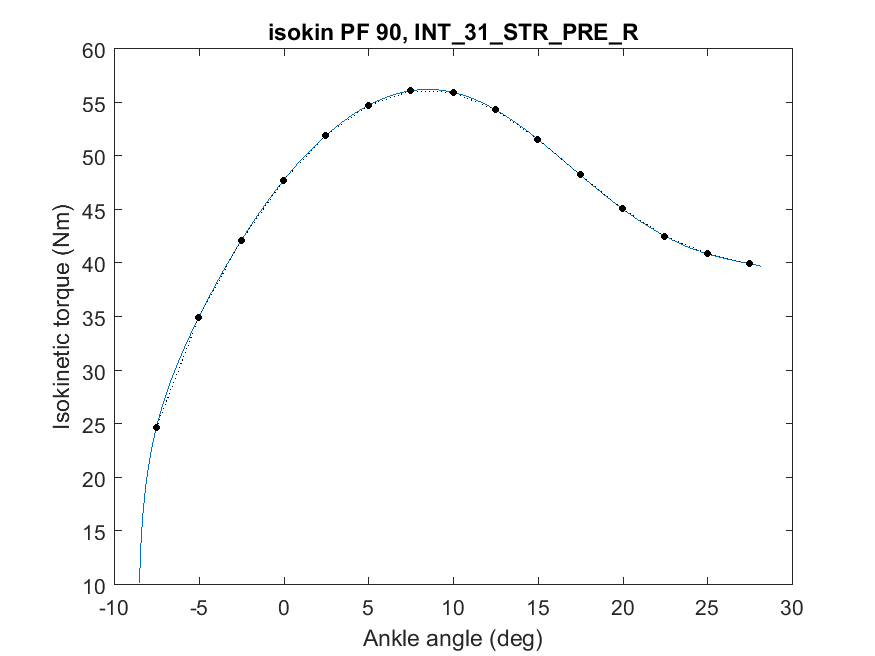 isokin PF 90, INT_31_STR_PRE_R
60
55
50
45
40
35
30
25
20
15
10
Isokinetic torque (Nm)
-10 -5 0 5 10 15 20 25 30
Ankle angle (deg)